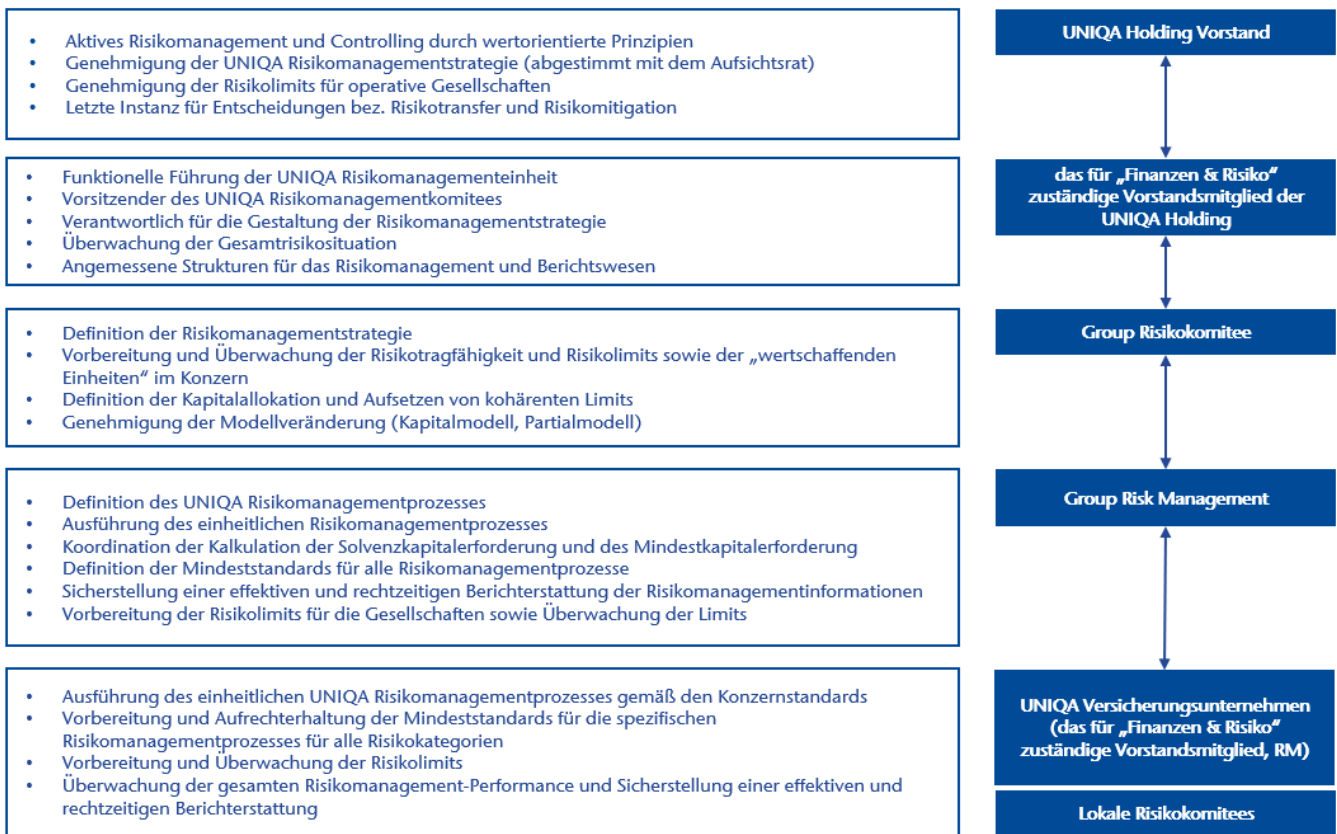 • Aktives Risikomanagement und Controlling durch wertorientierte Prinzipien
• Genehmigung der UNIQA Risikomanagementstrategie (abgestimmt mit dem Aufsichtsrat)
• Genehmigung der Risikolimits für operative Gesellschaften
• Letzte Instanz für Entscheidungen bez. Risikotransfer und Risikomitigation
UNIQA Holding Vorstand
• Funktionelle Führung der UNIQA Risikomanagementeinheit
• Vorsitzender des UNIQA Risikomanagementkomitees
• Verantwortlich für die Gestaltung der Risikomanagementstrategie
• Überwachung der Gesamtrisikosituation
• Angemessene Strukturen für das Risikomanagement und Berichtswesen
das für „Finanzen & Risiko“
zuständige Vorstandsmitglied der
UNIQA Holding
• Definition der Risikomanagementstrategie
• Vorbereitung und Überwachung der Risikotragfähigkeit und Risikolimits sowie der „wertschaffenden
Einheiten“ im Konzern
• Definition der Kapitalallokation und Aufsetzen von kohärenten Limits
• Genehmigung der Modellveränderung (Kapitalmodell, Partialmodell)
Group Risikokomitee
• Definition des UNIQA Risikomanagementprozesses
• Ausführung des einheitlichen Risikomanagementprozesses
• Koordination der Kalkulation der Solvenzkapitalerforderung und des Mindestkapitalerforderung
• Definition der Mindeststandards für alle Risikomanagementprozesse
• Sicherstellung einer effektiven und rechtzeitigen Berichterstattung der Risikomanagementinformationen
• Vorbereitung der Risikolimits für die Gesellschaften sowie Überwachung der Limits
Group Risk Management
• Ausführung des einheitlichen UNIQA Risikomanagementprozesses gemäß den Konzernstandards
• Vorbereitung und Aufrechterhaltung der Mindeststandards für die spezifischen
Risikomanagementprozesses für alle Risikokategorien
• Vorbereitung und Überwachung der Risikolimits
• Überwachung der gesamten Risikomanagement-Performance und Sicherstellung einer effektiven und
rechtzeitigen Berichterstattung
UNIQA Versicherungsunternehmen
(das für „Finanzen & Risiko“
zuständige Vorstandsmitglied, RM)
Lokale Risikokomitees